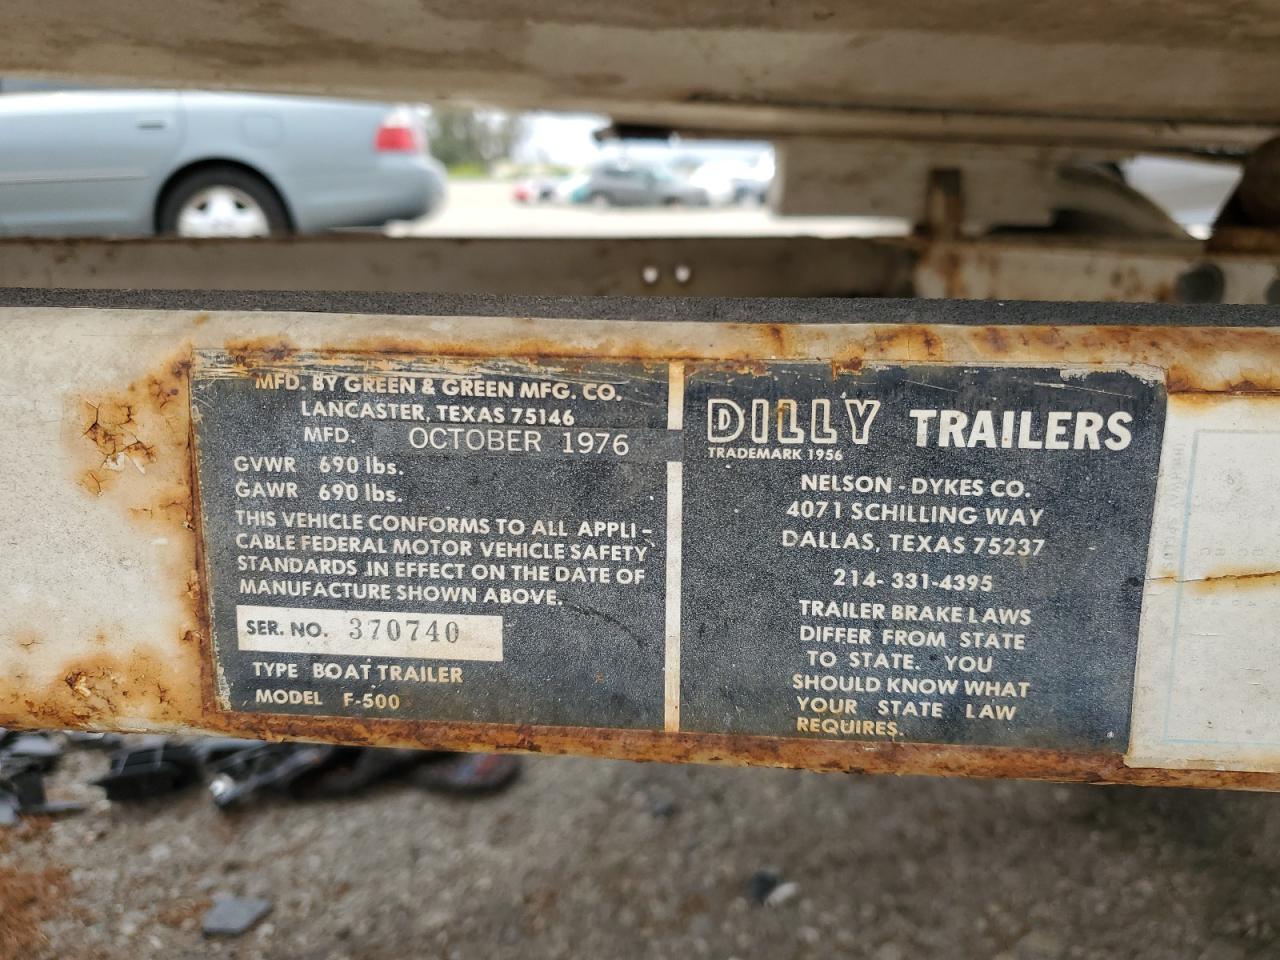 MFD. BY GREEN & GREEN MFG. CO.
LANCASTER, TEXAS 75146
MFD. OCTOBER 1976
GVWR 690 lbs.
GAWR 690 lbs.
THIS VEHICLE CONFORMS TO ALL APPLI-
CABLE FEDERAL MOTOR VEHICLE SAFETY
STANDARDS IN EFFECT ON THE DATE OF
MANUFACTURE SHOWN ABOVE.
SER. NO. 370740
TYPE BOAT TRAILER
MODEL F-500
DILLY TRAILERS
TRADEMARK 1956
NELSON - DYKES CO.
4071 SCHILLING WAY
DALLAS, TEXAS 75237
214-331-4395
TRAILER BRAKE LAWS
DIFFER FROM STATE
TO STATE. YOU
SHOULD KNOW WHAT
YOUR STATE LAW
REQUIRES.